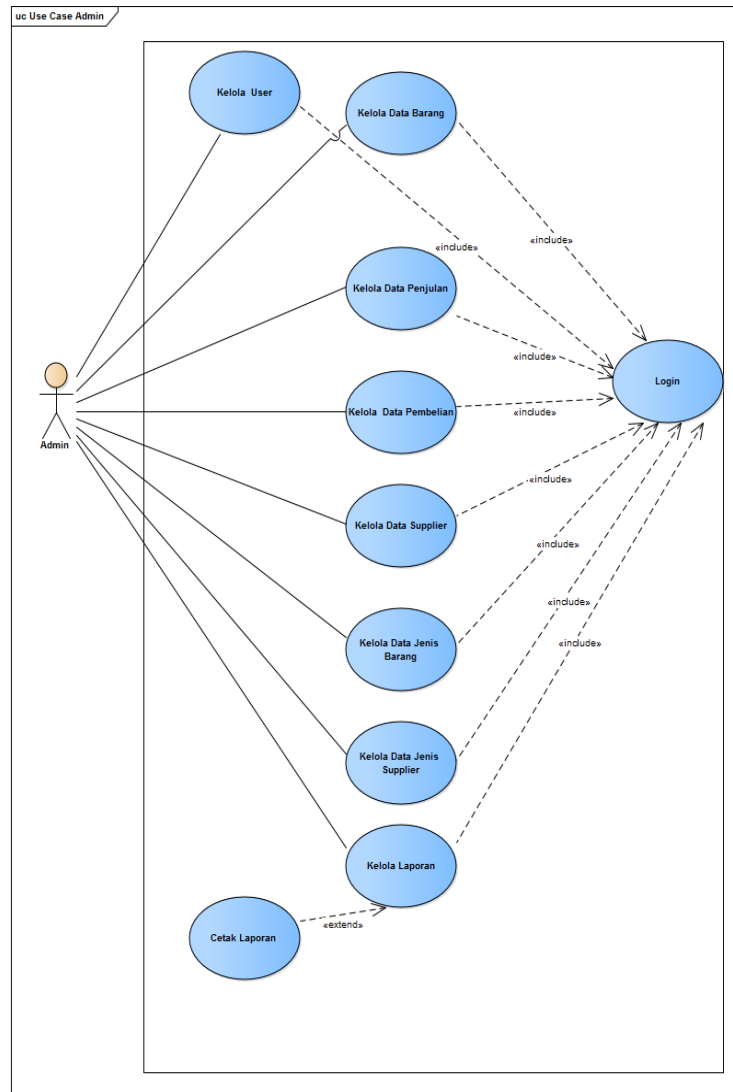 uc Use Case Admin
Kelola User
Kelola Data Barang
«include»
«include»
Kelola Data Penjulan
«include»
Login
Kelola Data Pembelian
«include»
Admin
Kelola Data Supplier
«include»
«include»
Kelola Data Jenis
Barang
«include»
«include»
Kelola Data Jenis
Supplier
Kelola Laporan
Cetak Laporan
«extend»